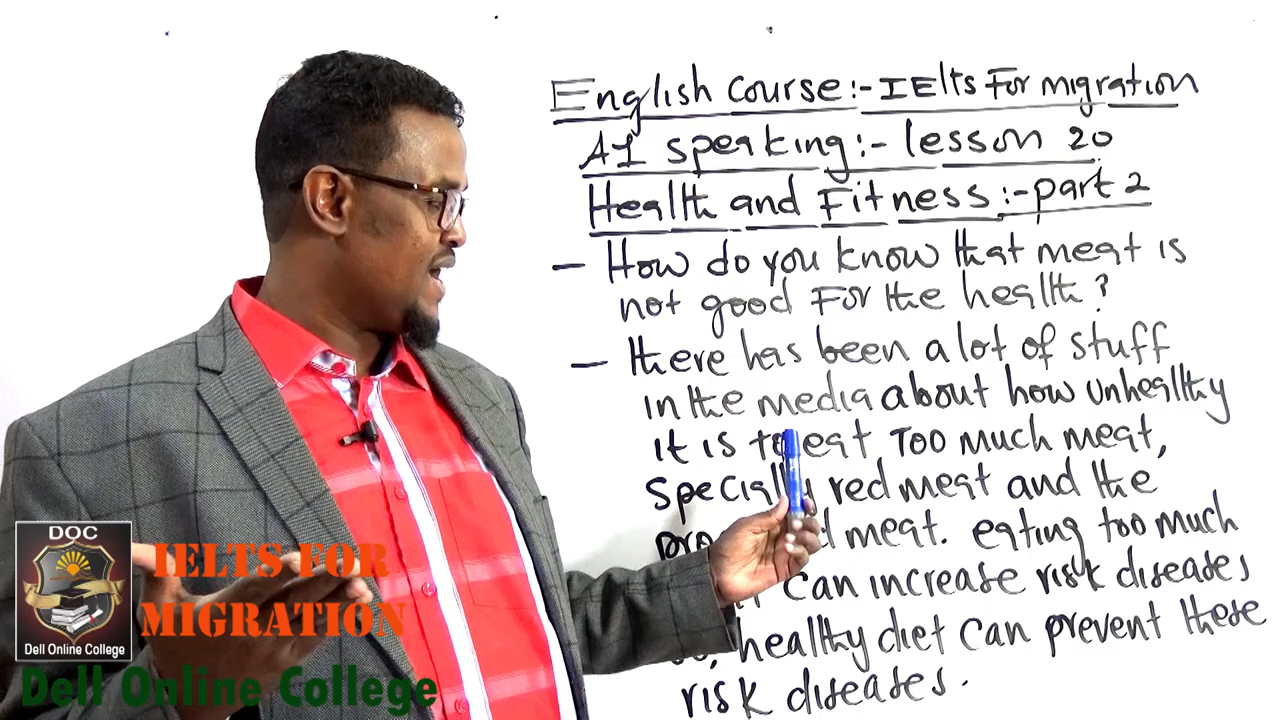 English course:- IElts For migration
A1 speaking:- lesson 20
Health and Fitness:- part 2
- How do you know that meat is
not good For the health?
- there has been a lot of stuff
in the media about how unhealthy
it is to eat Too much meat,
specially red meat and the
meat. eating too much
can increase risk diseases
healthy diet can prevent these
risk diseases.
DOC
Dell Online College
IELTS FOR
MIGRATION
Dell Online College